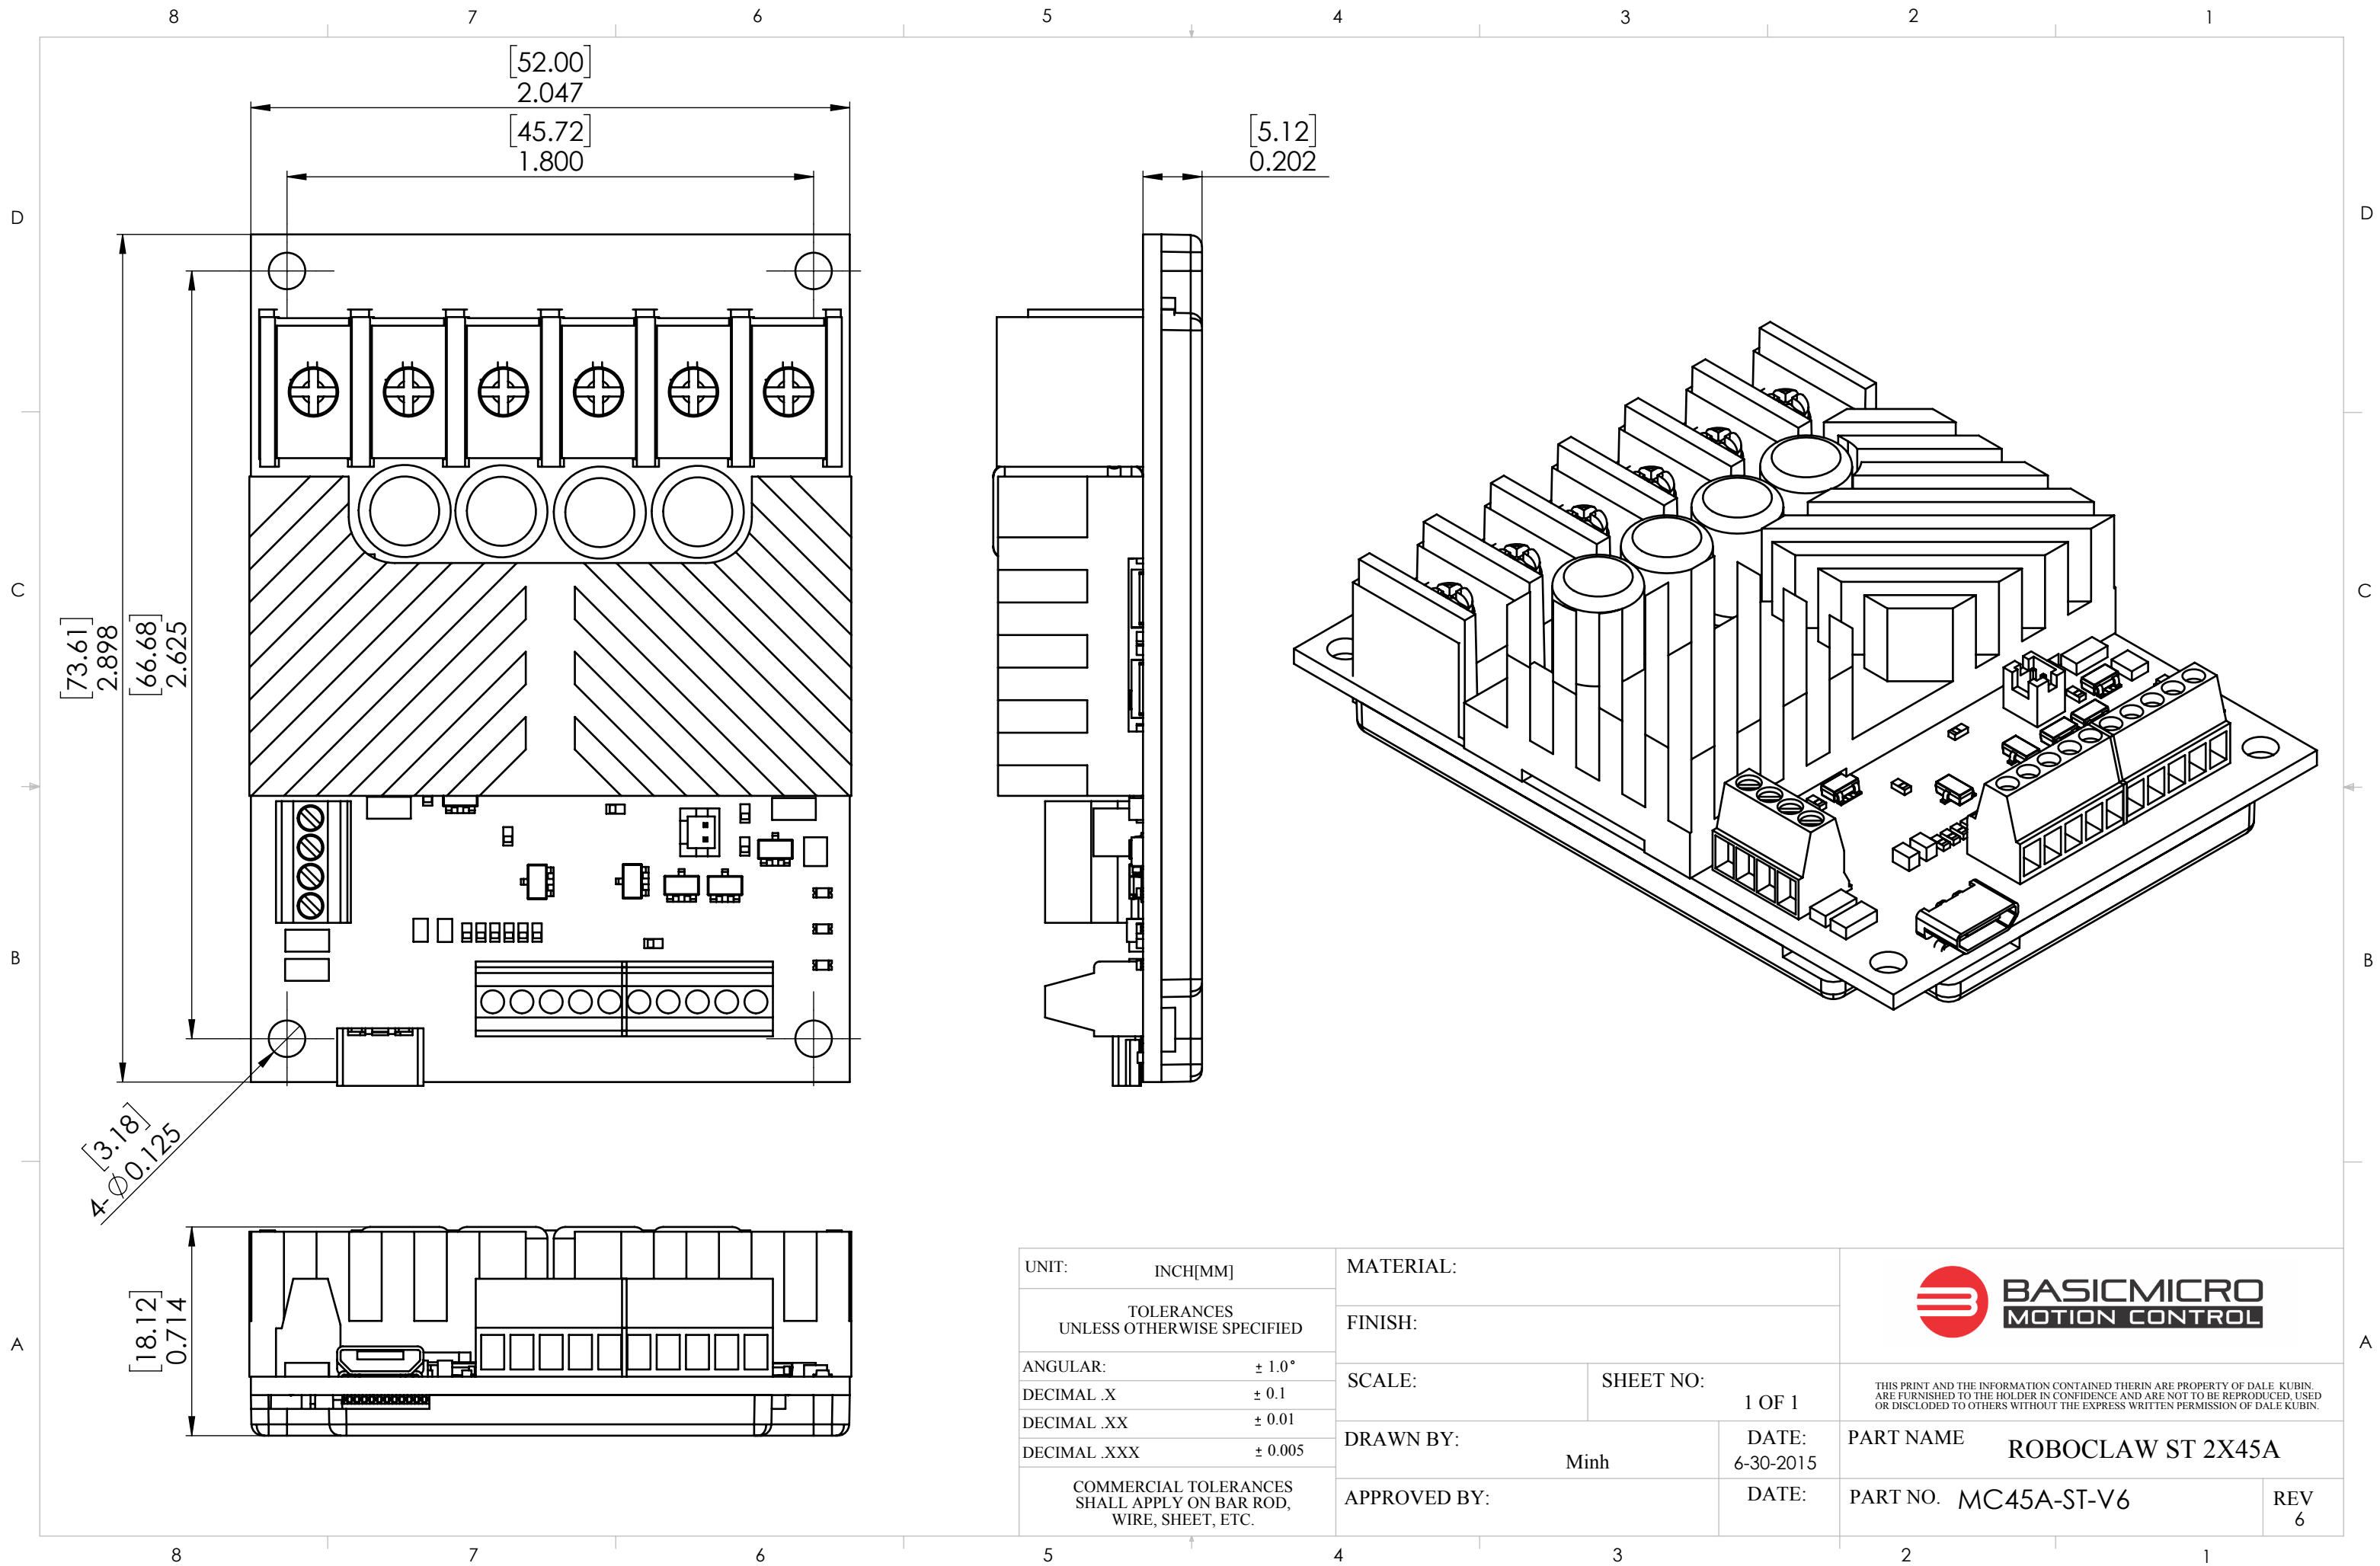 8 7 6 5 4 3 2 1
D D
C C
B B
A A
[52.00]
2.047
[45.72]
1.800
[5.12]
0.202
[73.61]
2.898
[66.68]
2.625
[3.18]
4- ∅0.125
[18.12]
0.714
UNIT: INCH[MM]
TOLERANCES
UNLESS OTHERWISE SPECIFIED
ANGULAR: ± 1.0°
DECIMAL .X ± 0.1
DECIMAL .XX ± 0.01
DECIMAL .XXX ± 0.005
COMMERCIAL TOLERANCES
SHALL APPLY ON BAR ROD,
WIRE, SHEET, ETC.
MATERIAL:
FINISH:
SCALE:
SHEET NO:
1 OF 1
DRAWN BY:
Minh
DATE:
6-30-2015
APPROVED BY:
DATE:
BASICMICRO
MOTION CONTROL
THIS PRINT AND THE INFORMATION CONTAINED THERIN ARE PROPERTY OF DALE KUBIN.
ARE FURNISHED TO THE HOLDER IN CONFIDENCE AND ARE NOT TO BE REPRODUCED, USED
OR DISCLODED TO OTHERS WITHOUT THE EXPRESS WRITTEN PERMISSION OF DALE KUBIN.
PART NAME ROBOCLAW ST 2X45A
PART NO. MC45A-ST-V6
REV
6
8 7 6 5 4 3 2 1